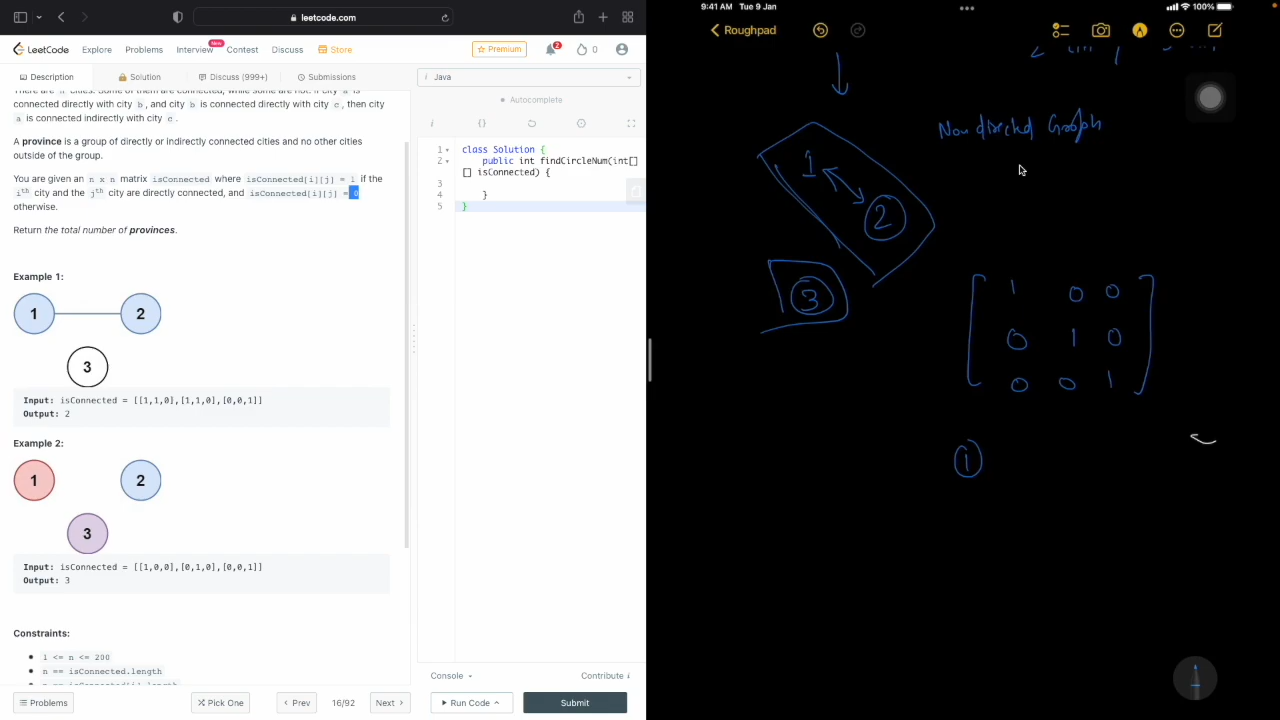 leetcode.com
LeetCode Explore Problems Interview New Contest Discuss Store Premium 2 0
Description Solution Discuss (999+) Submissions
connected directly with city b, and city b is connected directly with city c, then city
a is connected indirectly with city c.
A province is a group of directly or indirectly connected cities and no other cities
outside of the group.
You are given an n x n matrix isConnected where isConnected[i][j] = 1 if the
ith city and the jth city are directly connected, and isConnected[i][j] = 0
otherwise.
Return the total number of provinces.
Example 1:
1 2
3
Input: isConnected = [[1,1,0],[1,1,0],[0,0,1]]
Output: 2
Example 2:
1 2
3
Input: isConnected = [[1,0,0],[0,1,0],[0,0,1]]
Output: 3
Constraints:
1 <= n <= 200
n == isConnected.length
Problems Pick One Prev 16/92 Next
i Java
Autocomplete
i {}
1 class Solution {
2 public int findCircleNum(int[]
[] isConnected) {
3
4 }
5 }
Console Contribute i
Run Code Submit
9:41 AM Tue 9 Jan 100%
Roughpad
Non directed Graph
1
2
3
1 0 0
0 1 0
0 0 1
1